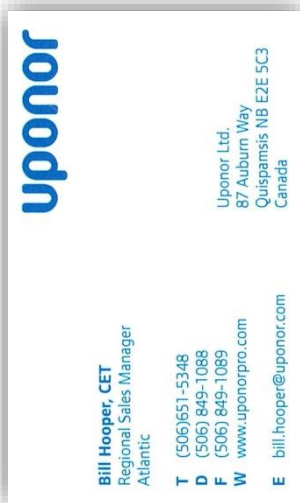 uponor
Bill Hooper, CET
Regional Sales Manager
Atlantic
T (506)651-5348
D (506) 849-1088
F (506) 849-1089
W www.uponorpro.com
E bill.hooper@uponor.com
Uponor Ltd.
87 Auburn Way
Quispamsis NB E2E 5C3
Canada